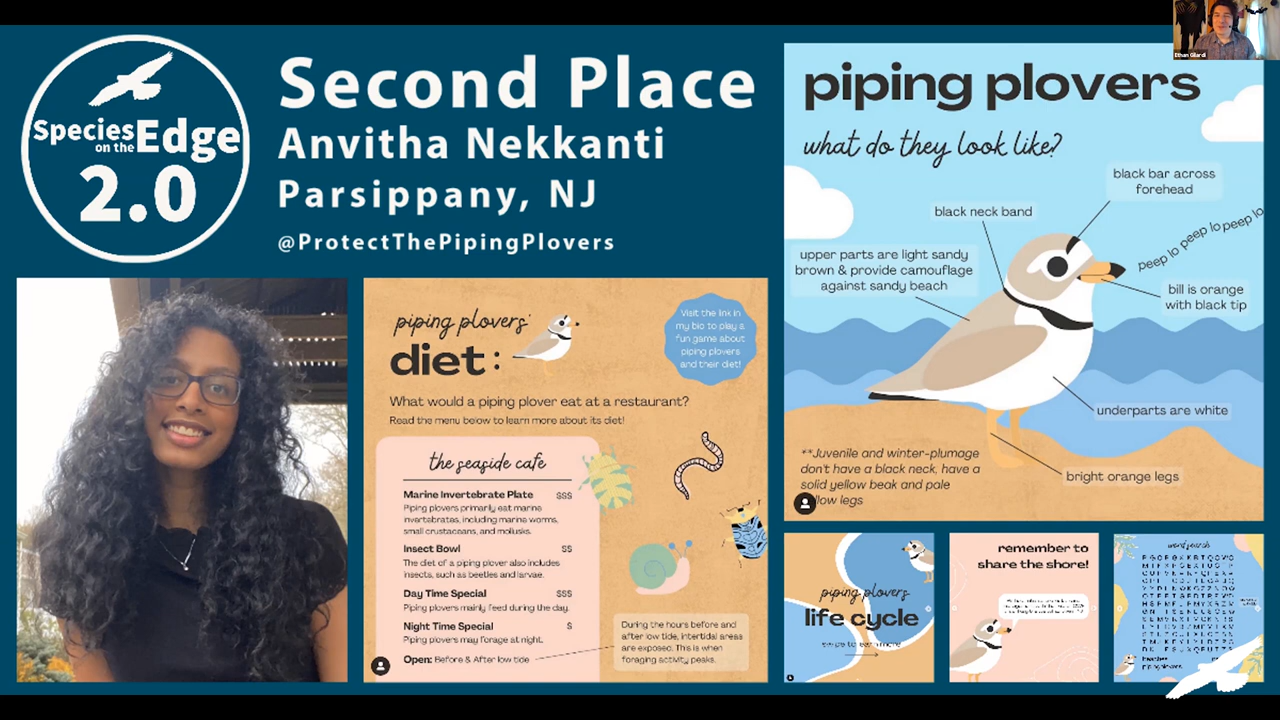 Species
on the
Edge
2.0
Second Place
Anvitha Nekkanti
Parsippany, NJ
@ProtectThePipingPlovers
Ethan Gilardi
piping plovers
what do they look like?
black bar across
forehead
black neck band
peep lo peep lo peep lo
upper parts are light sandy
brown & provide camouflage
against sandy beach
bill is orange
with black tip
underparts are white
bright orange legs
**Juvenile and winter-plumage
don't have a black neck, have a
solid yellow beak and pale
llow legs
piping plovers'
diet:
Visit the link in
my bio to play a
fun game about
piping plovers
and their diet!
What would a piping plover eat at a restaurant?
Read the menu below to learn more about its diet!
the seaside cafe
Marine Invertebrate Plate $$$
Piping plovers primarily eat marine
invertebrates, including marine worms,
small crustaceans, and mollusks.
Insect Bowl $$
The diet of a piping plover also includes
insects, such as beetles and larvae.
Day Time Special $$$
Piping plovers mainly feed during the day.
Night Time Special $
Piping plovers may forage at night.
Open: Before & After low tide
During the hours before and
after low tide, intertidal areas
are exposed. This is when
foraging activity peaks.
piping plovers
life cycle
swipe to learn more
remember to
share the shore!
word search
beaches
pipingplovers